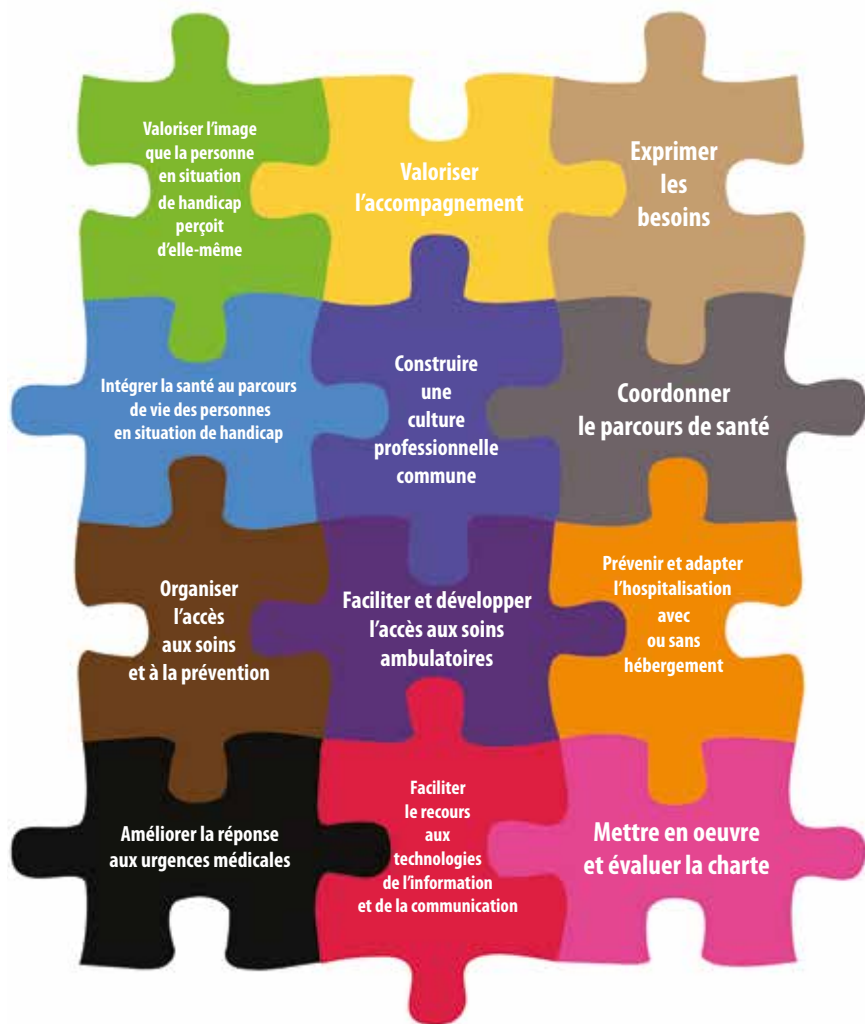 Valoriser l'image
que la personne
en situation
de handicap
perçoit
d'elle-même
Valoriser
l'accompagnement
Exprimer
les
besoins
Intégrer la santé au parcours
de vie des personnes
en situation de handicap
Construire
une
culture
professionnelle
commune
Coordonner
le parcours de santé
Organiser
l'accès
aux soins
et à la prévention
Faciliter et développer
l'accès aux soins
ambulatoires
Prévenir et adapter
l'hospitalisation
avec
ou sans
hébergement
Améliorer la réponse
aux urgences médicales
Faciliter
le recours
aux
technologies
de l'information
et de la communication
Mettre en oeuvre
et évaluer la charte